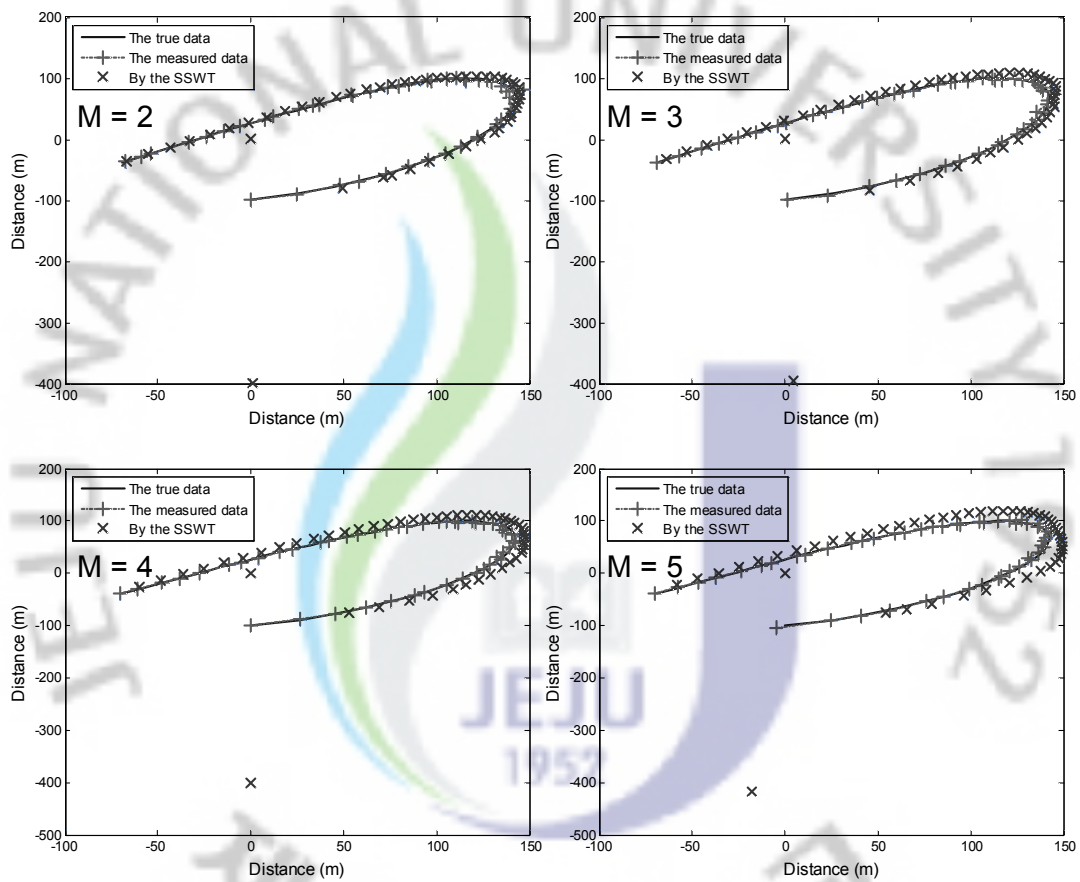 The true data
The measured data
By the SSWT
M = 2
200
100
0
-100
-200
-300
-400
-100
-50
0
50
100
150
Distance (m)
Distance (m)
The true data
The measured data
By the SSWT
M = 3
200
100
0
-100
-200
-300
-400
-100
-50
0
50
100
150
Distance (m)
Distance (m)
The true data
The measured data
By the SSWT
M = 4
200
100
0
-100
-200
-300
-400
-500
-100
-50
0
50
100
150
Distance (m)
Distance (m)
The true data
The measured data
By the SSWT
M = 5
200
100
0
-100
-200
-300
-400
-500
-100
-50
0
50
100
150
Distance (m)
Distance (m)
JEJU NATIONAL UNIVERSITY 1952
JEJU
1952